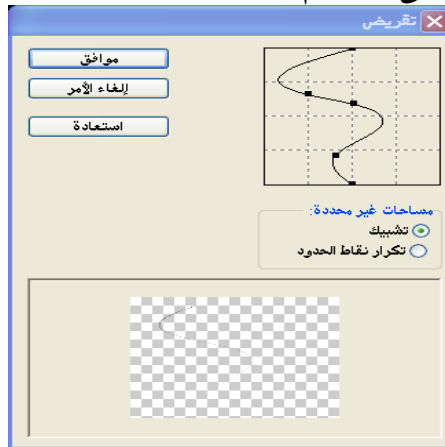 تقريض
موافق
إلغاء الأمر
استعادة
مساحات غير محددة:
تشبيك
تكرار نقاط الحدود